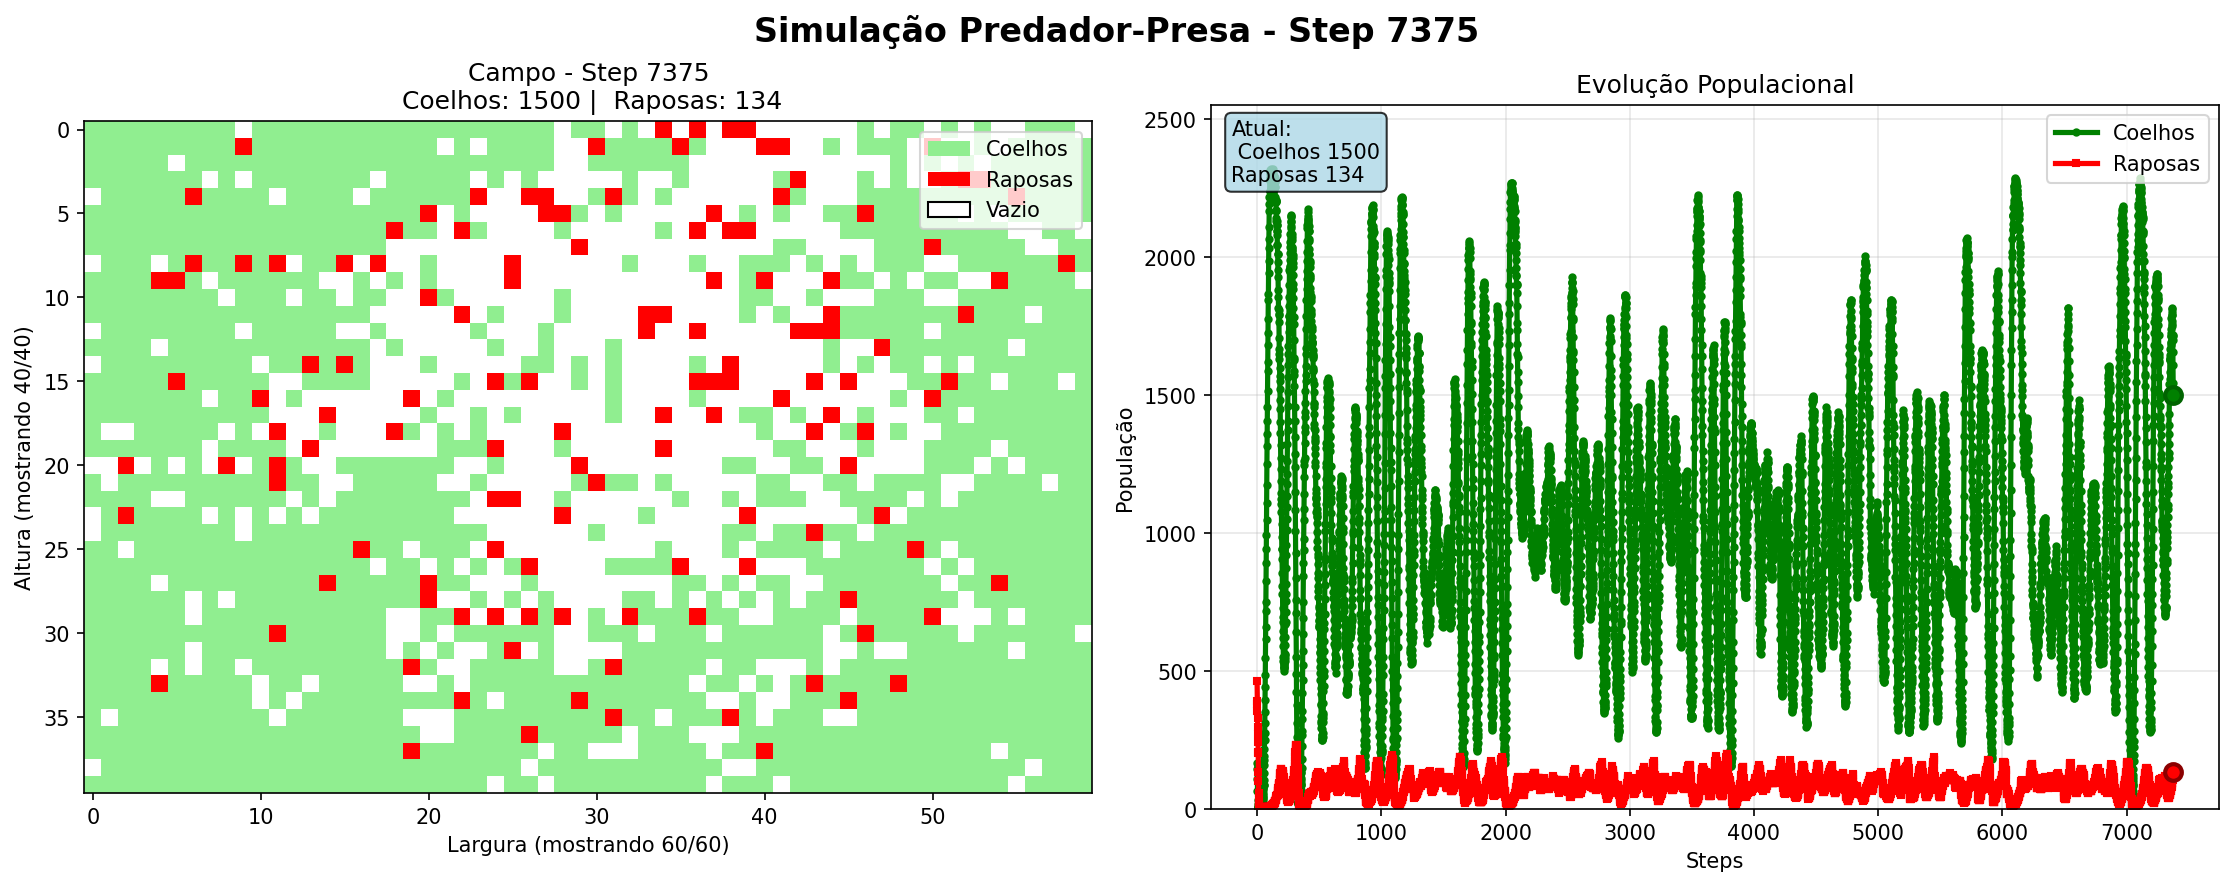 Simulação Predador-Presa - Step 7375
Campo - Step 7375
Coelhos: 1500 |  Raposas: 134
Altura (mostrando 40/40)
0
5
10
15
20
25
30
35
0
10
20
30
40
50
Largura (mostrando 60/60)
Coelhos
Raposas
Vazio
Evolução Populacional
População
2500
2000
1500
1000
500
0
0
1000
2000
3000
4000
5000
6000
7000
Steps
Atual:
Coelhos 1500
Raposas 134
Coelhos
Raposas